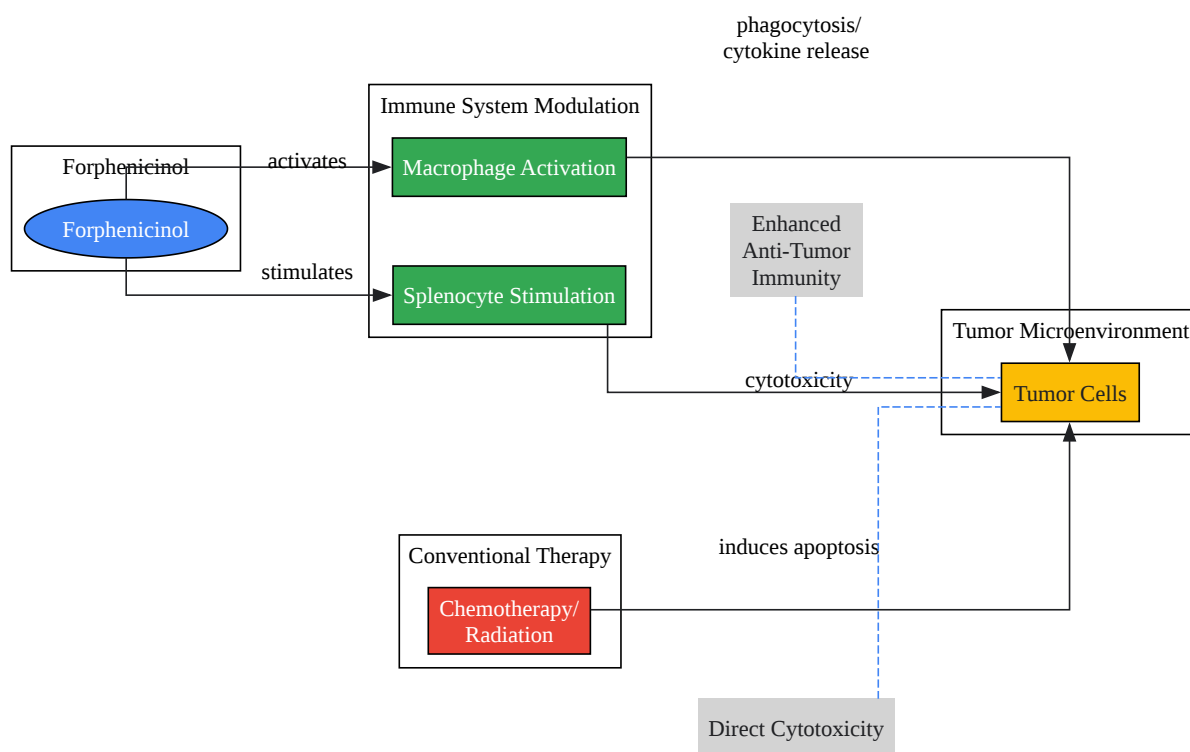 phagocytosis/
cytokine release
Immune System Modulation
Forphenicinol
activates
Macrophage Activation
Forphenicinol
stimulates
Splenocyte Stimulation
Enhanced
Anti-Tumor
Immunity
Tumor Microenvironment
cytotoxicity
Tumor Cells
Conventional Therapy
induces apoptosis
Chemotherapy/
Radiation
Direct Cytotoxicity